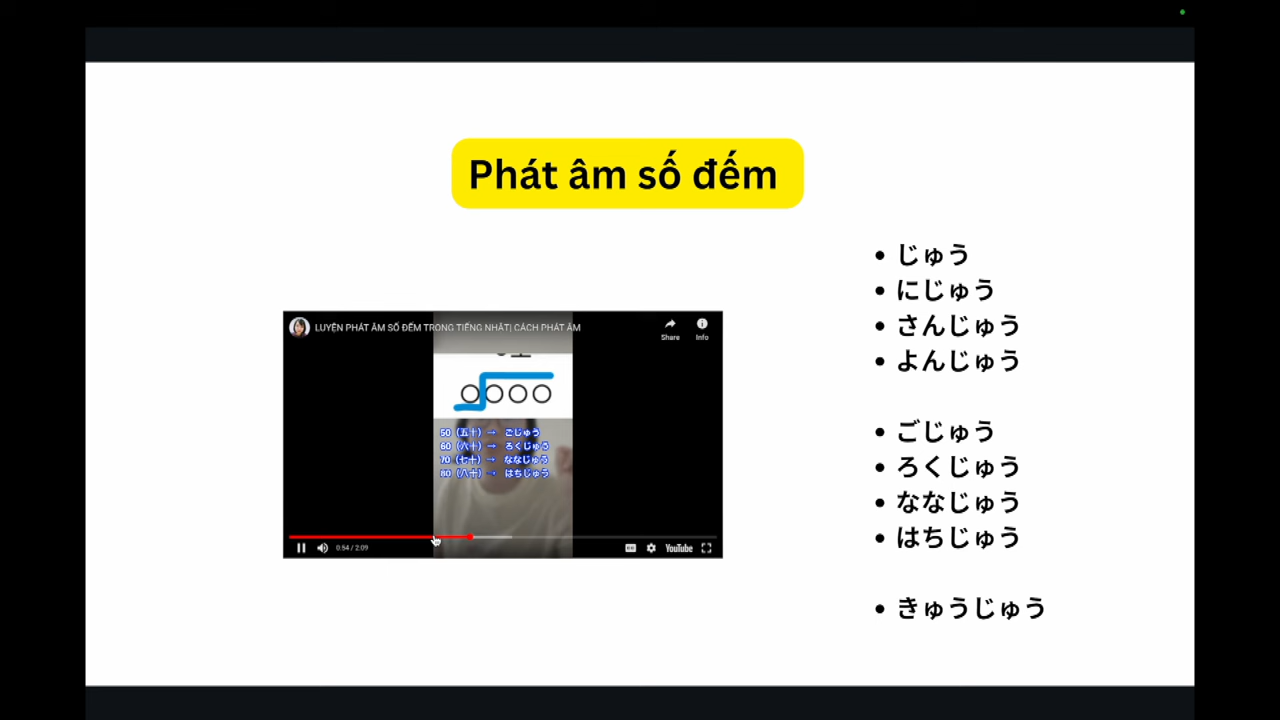 Phát âm số đếm
LUYỆN PHÁT ÂM SỐ ĐẾM TRONG TIẾNG NHẬT| CÁCH PHÁT ÂM
Share
Info
50（五十）→ ごじゅう
60（六十）→ ろくじゅう
70（七十）→ ななじゅう
80（八十）→ はちじゅう
0:54 / 2:09
CC
YouTube
• じゅう
• にじゅう
• さんじゅう
• よんじゅう
• ごじゅう
• ろくじゅう
• ななじゅう
• はちじゅう
• きゅうじゅう